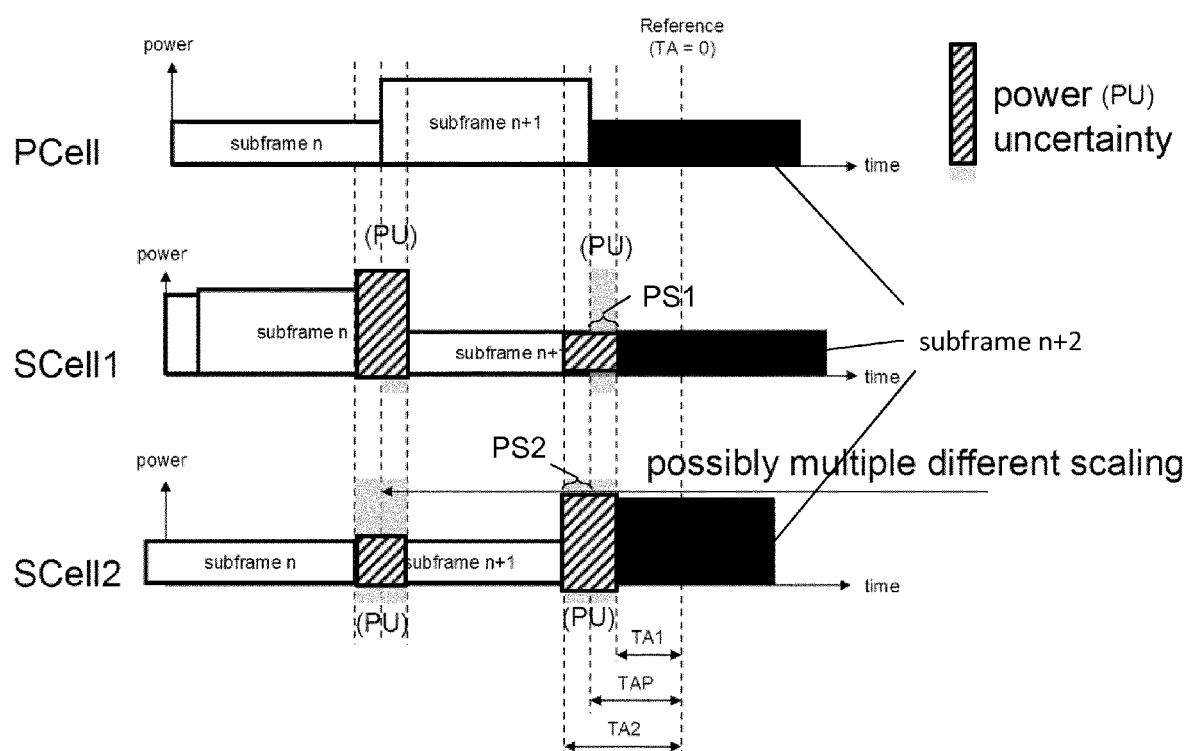 Reference
(TA = 0)
power
power (PU)
uncertainty
PCell
subframe n
subframe n+1
time
(PU)
(PU)
power
PS1
SCell1
subframe n
subframe n+
subframe n+2
time
PS2
power
possibly multiple different scaling
SCell2
subframe n
subframe n+1
time
(PU)
(PU)
TA1
TAP
TA2